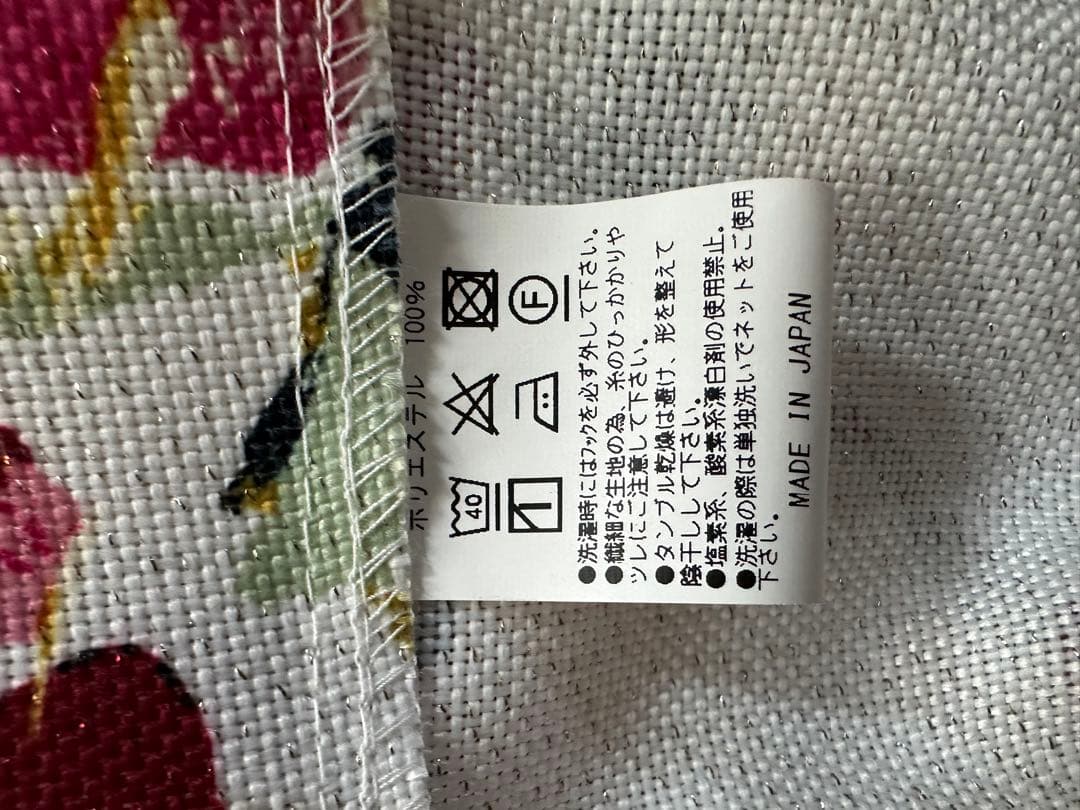 ポリエステル 100%
40
F
●洗濯時にはフックを必ず外して下さい。
●繊細な生地の為、糸のひっかかりや
ツレにご注意して下さい。
●タンブル乾燥は避け、形を整えて
陰干しして下さい。
●塩素系、酸素系漂白剤の使用禁止。
●洗濯の際は単独洗いでネットをご使用
下さい。
MADE IN JAPAN